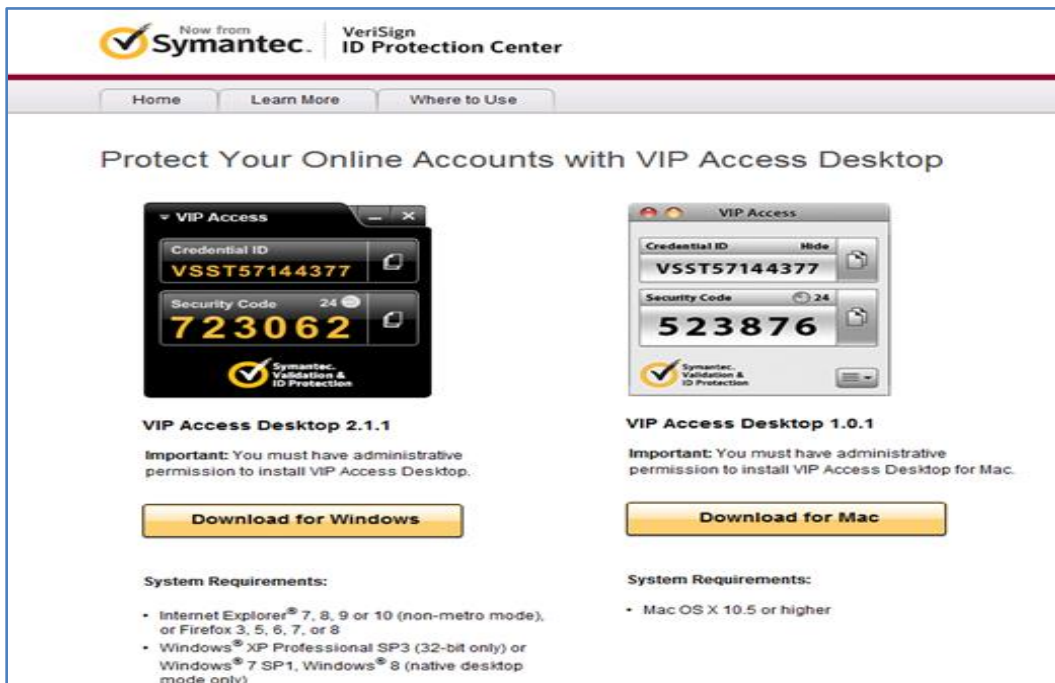 Now from
Symantec.
VeriSign
ID Protection Center
Home
Learn More
Where to Use
Protect Your Online Accounts with VIP Access Desktop
VIP Access
Credential ID
VSST57144377
Security Code 24
723062
Symantec.
Validation &
ID Protection
VIP Access Desktop 2.1.1
Important: You must have administrative
permission to install VIP Access Desktop.
Download for Windows
System Requirements:
• Internet Explorer® 7, 8, 9 or 10 (non-metro mode),
or Firefox 3, 5, 6, 7, or 8
• Windows® XP Professional SP3 (32-bit only) or
Windows® 7 SP1, Windows® 8 (native desktop
mode only)
VIP Access
Credential ID Hide
VSST57144377
Security Code 24
523876
Symantec.
Validation &
ID Protection
VIP Access Desktop 1.0.1
Important: You must have administrative
permission to install VIP Access Desktop for Mac.
Download for Mac
System Requirements:
• Mac OS X 10.5 or higher